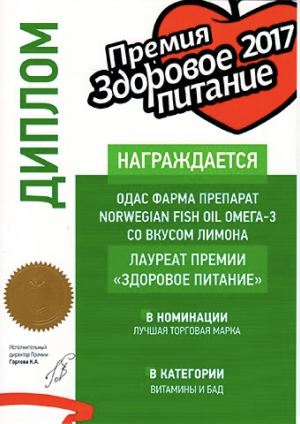 ДИПЛОМ
Премия
Здоровое 2017
питание
НАГРАЖДАЕТСЯ
ОДАС ФАРМА ПРЕПАРАТ
NORWEGIAN FISH OIL ОМЕГА-3
СО ВКУСОМ ЛИМОНА
ЛАУРЕАТ ПРЕМИИ
«ЗДОРОВОЕ ПИТАНИЕ»
В НОМИНАЦИИ
ЛУЧШАЯ ТОРГОВАЯ МАРКА
Исполнительный
директор Премии
Горлова К.А.
В КАТЕГОРИИ
ВИТАМИНЫ И БАД